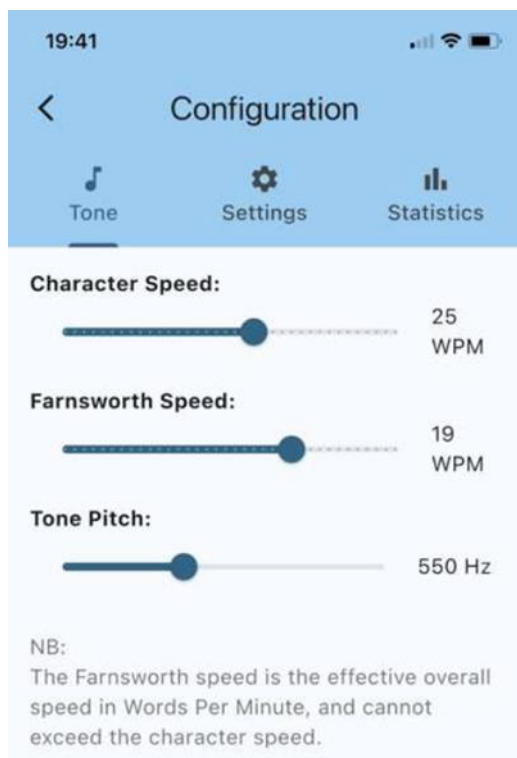 19:41
Configuration
Tone
Settings
Statistics
Character Speed:
25
WPM
Farnsworth Speed:
19
WPM
Tone Pitch:
550 Hz
NB:
The Farnsworth speed is the effective overall
speed in Words Per Minute, and cannot
exceed the character speed.